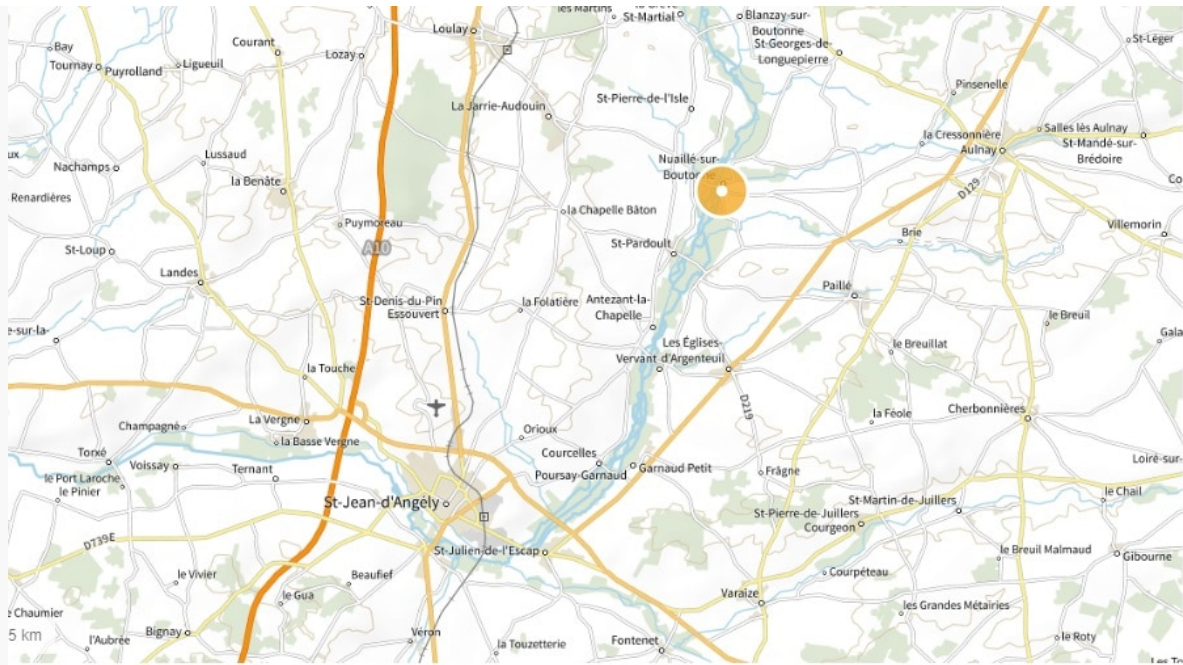 les Martins
St-Martial
Blanzay-sur-
Boutonne
St-Georges-de-
Longuepierre
St-Léger
Loulay
Courant
Bay
Lozay
Tournay
Puyrolland
Ligueuil
Pinsenelle
La Jarrie-Audouin
St-Pierre-de-l'Isle
la Cressonnière
Aulnay
Salles lès Aulnay
St-Mandé-sur-
Brédoire
Nachamps
Lussaud
la Benâte
Nuaillé-sur-
Boutonne
D129
Renardières
Puymoreau
la Chapelle Bâton
Villemorin
St-Loup
A10
St-Pardoult
Brie
Landes
St-Denis-du-Pin
Essouvert
la Folatière
Antezant-la-
Chapelle
Paillé
le Breuil
e-sur-la-
Les Églises-
Vervant
d'Argenteuil
le Breuillat
la Touche
D219
Champagné
La Vergne
la Basse Vergne
Orioux
la Féole
Cherbonnières
Torxé
Voissay
Ternant
Courcelles
Poursay-Garnaud
Garnaud Petit
Frâgne
Loiré-sur-
le Port Laroche
le Pinier
St-Jean-d'Angély
St-Martin-de-Juillers
le Chail
St-Pierre-de-Juillers
Courgeon
D739E
St-Julien-de-l'Escap
le Breuil Malmaud
Gibourne
le Vivier
Beaufief
Courpéteau
le Gua
Varaize
les Grandes Métairies
e Chaumier
5 km
l'Aubrée
Bignay
Véron
la Touzetterie
Fontenet
le Roty